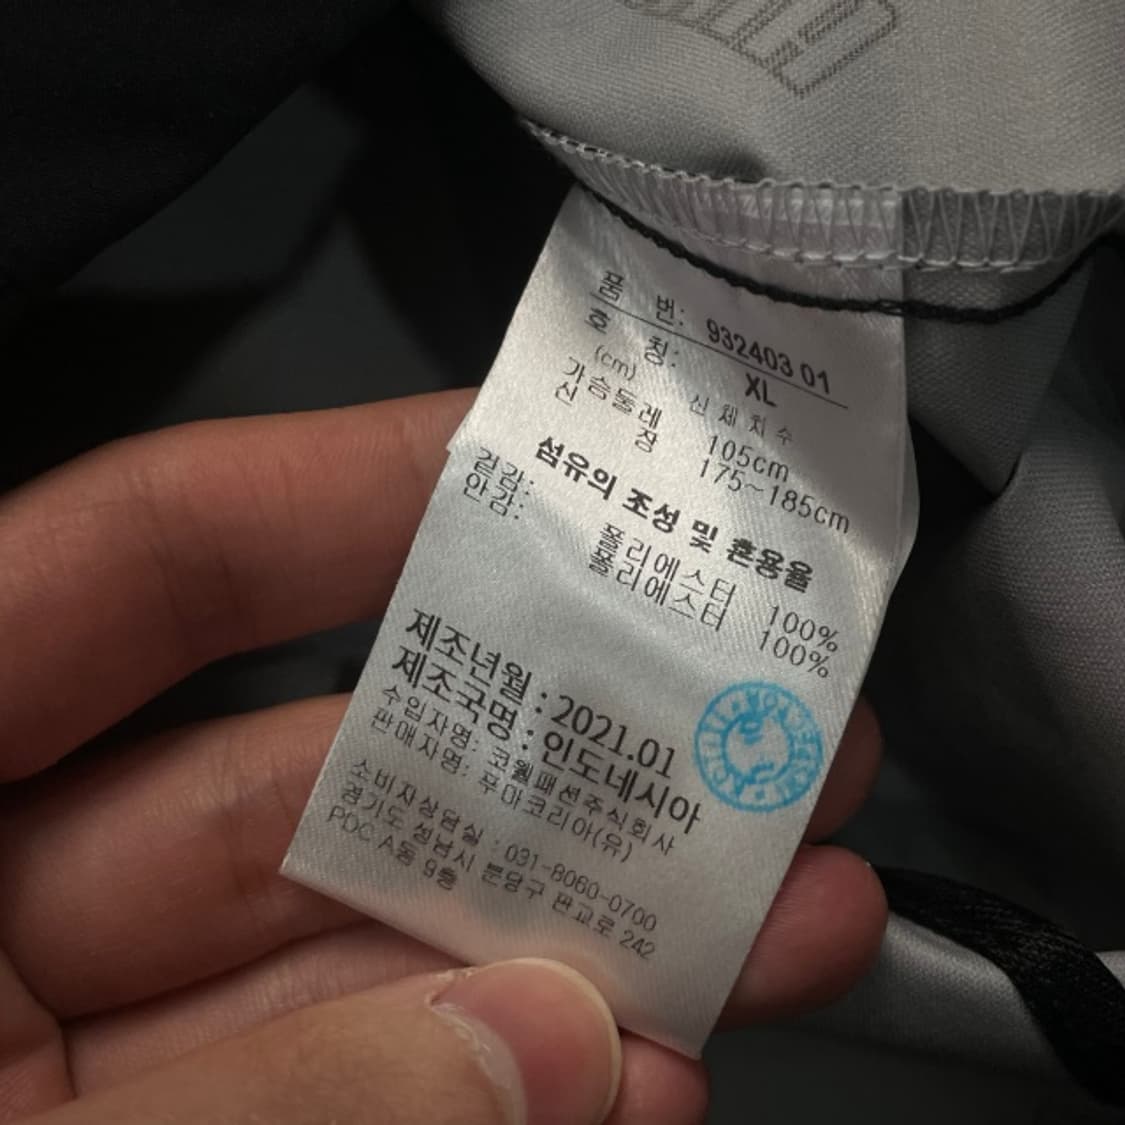 품 번: 932403 01
호 칭: XL
(cm) 신체치수
가슴둘레 105cm
신 장 175~185cm
섬유의 조성 및 혼용율
겉감: 폴리에스터 100%
안감: 폴리에스터 100%
제조년월 : 2021.01
제조국명 : 인도네시아
수입자명: 코웰패션주식회사
판매자명: 푸마코리아(유)
소비자상담실 : 031-8060-0700
경기도 성남시 분당구 판교로 242
PDC A동 9층